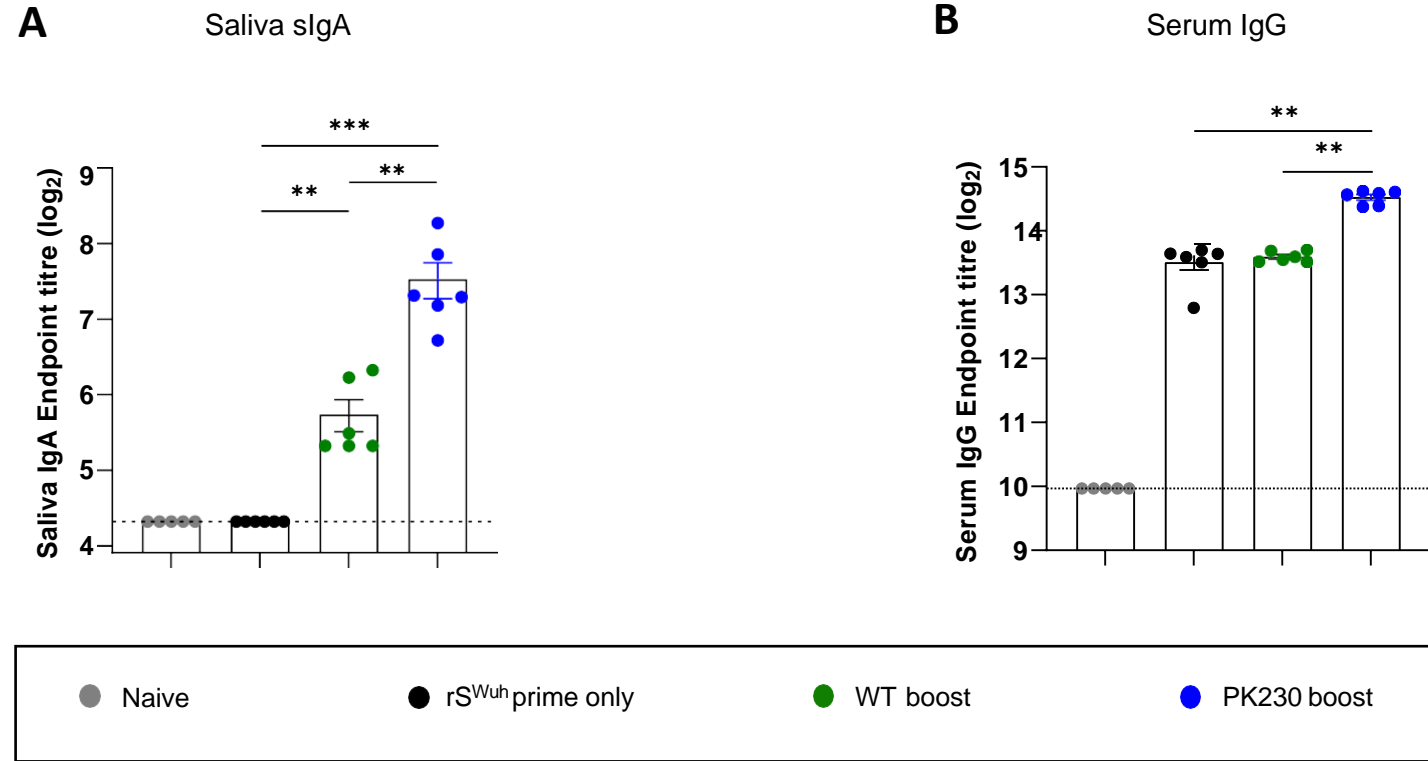 A
Saliva sIgA
Saliva IgA Endpoint titre (log₂)
9
8
7
6
5
4
***
**
**
B
Serum IgG
Serum IgG Endpoint titre (log₂)
15
14
13
12
11
10
9
**
**
Naive
rS^Wuh prime only
WT boost
PK230 boost